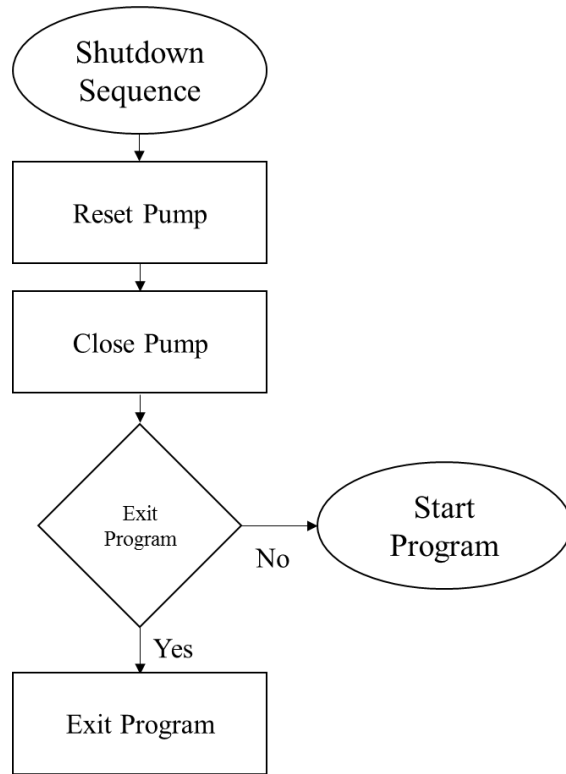 Shutdown
Sequence
Reset Pump
Close Pump
Exit
Program
No
Start
Program
Yes
Exit Program